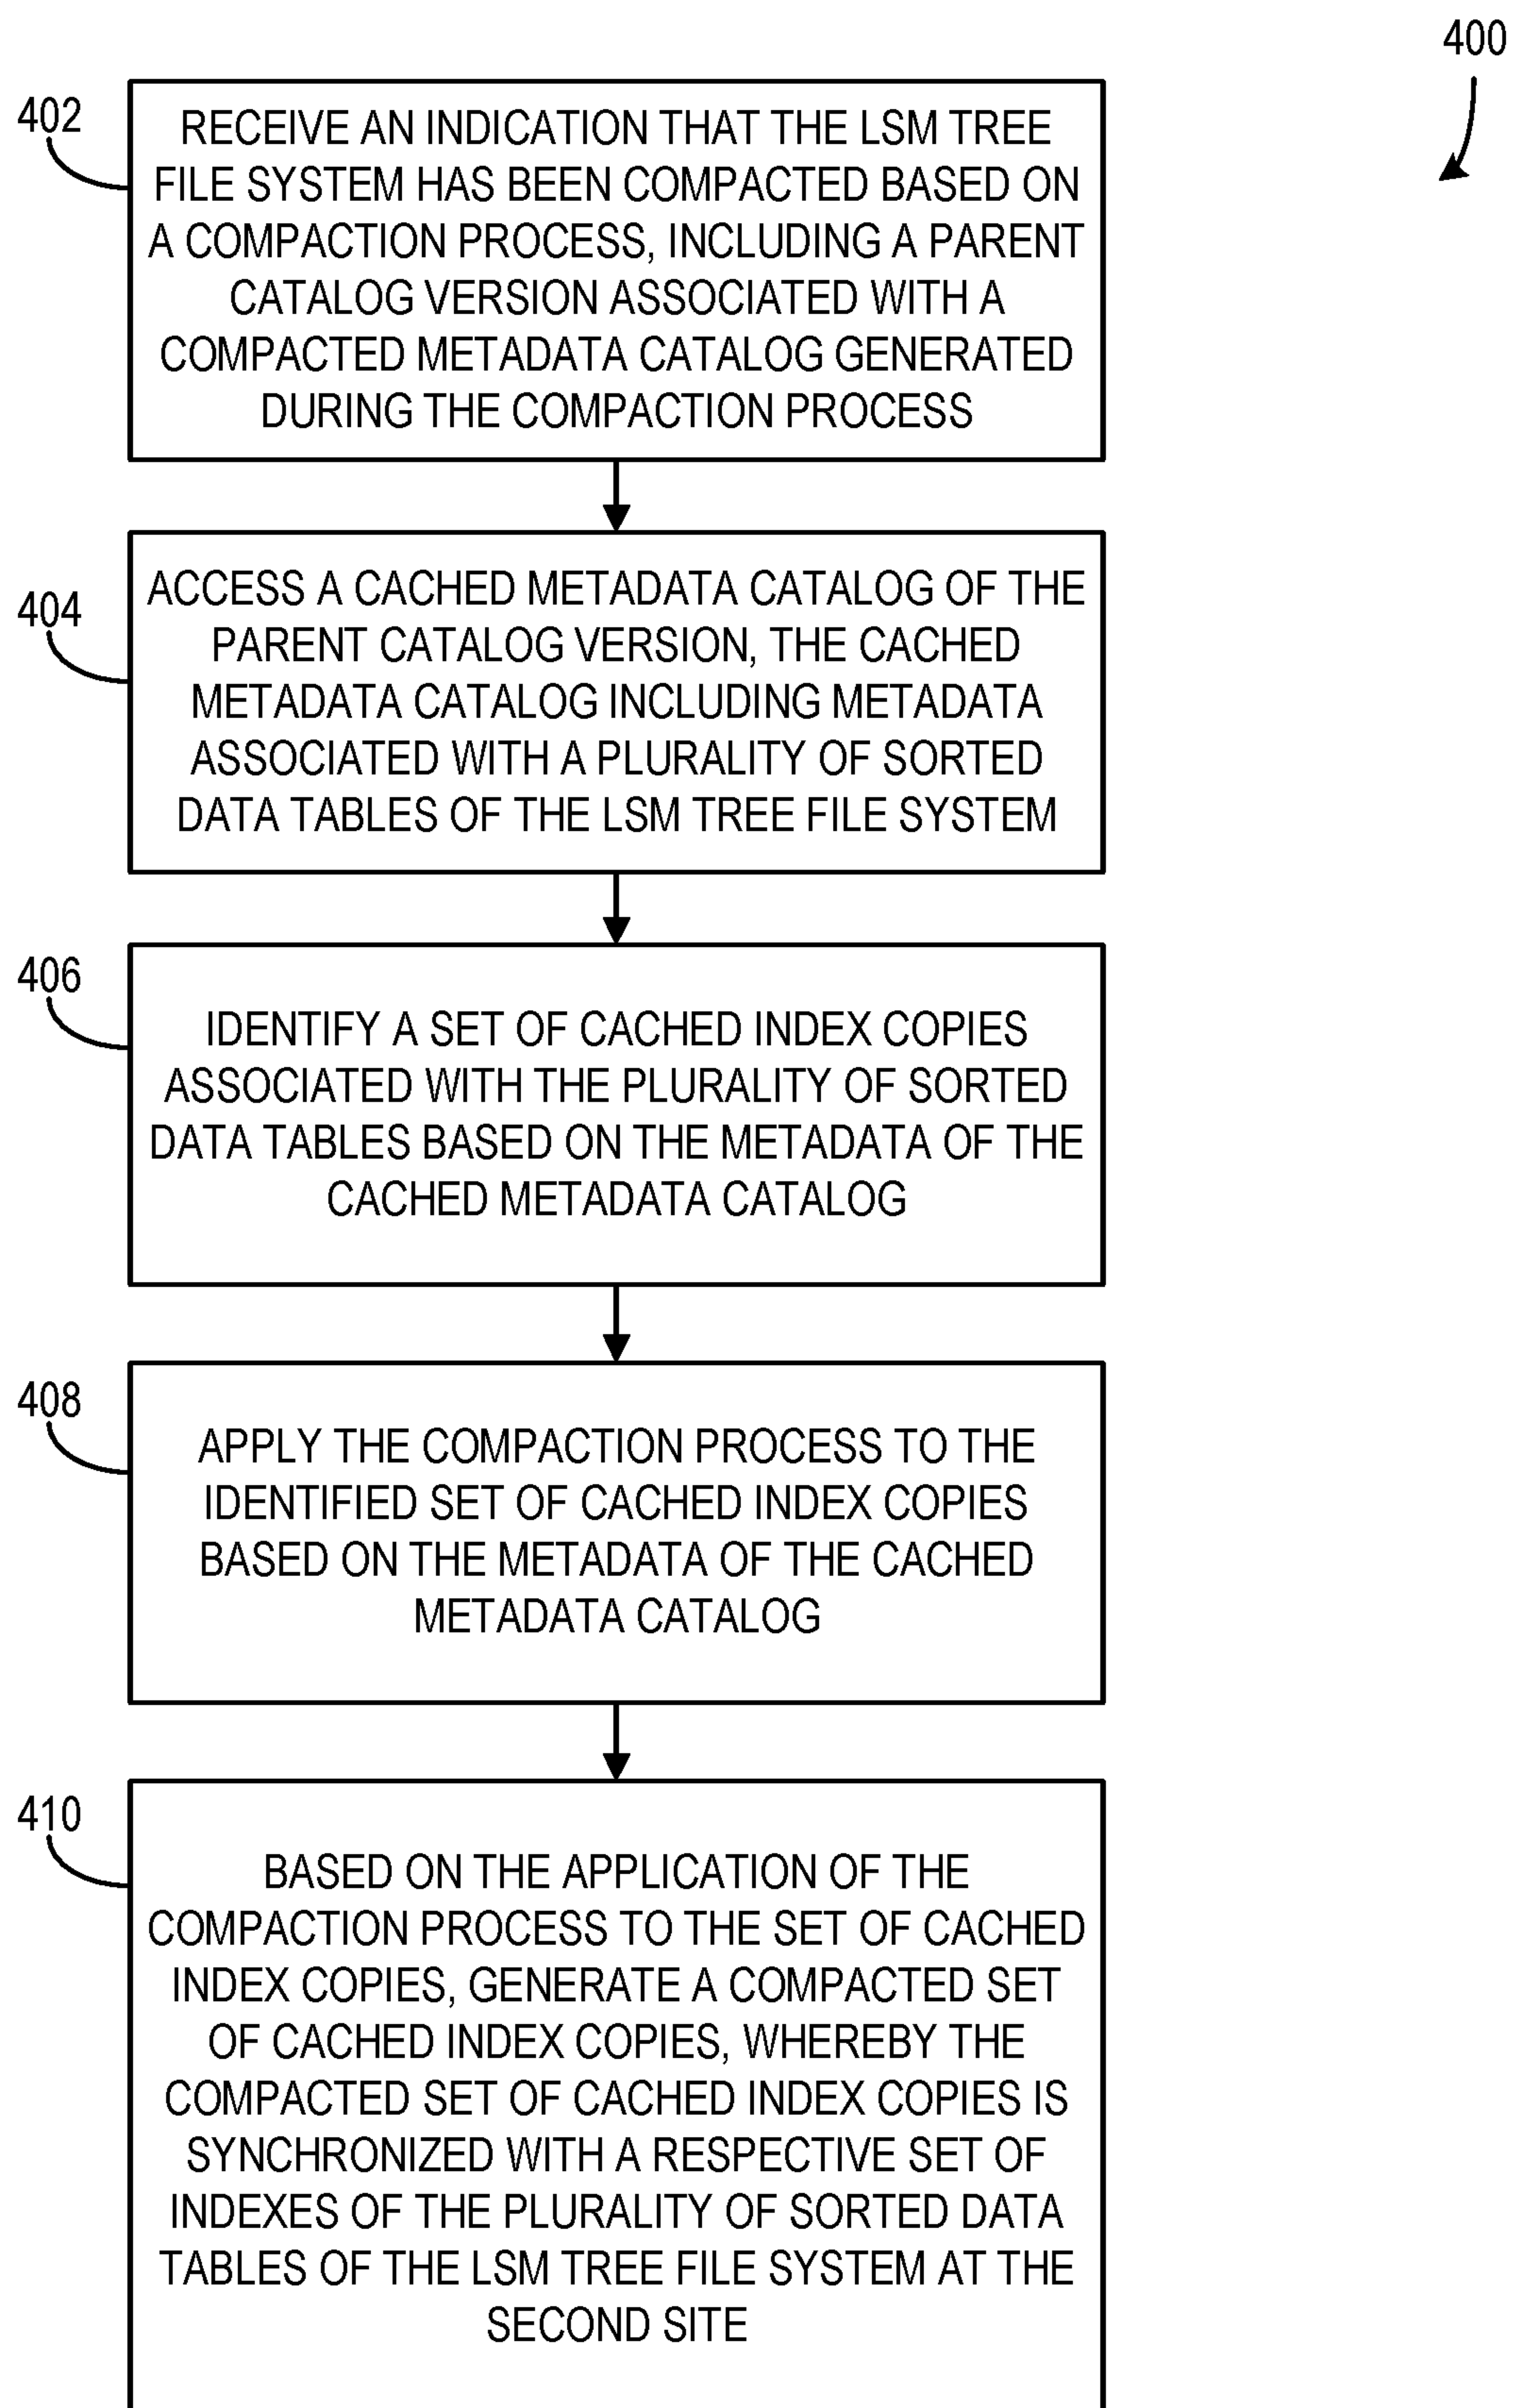 400
402
RECEIVE AN INDICATION THAT THE LSM TREE
FILE SYSTEM HAS BEEN COMPACTED BASED ON
A COMPACTION PROCESS, INCLUDING A PARENT
CATALOG VERSION ASSOCIATED WITH A
COMPACTED METADATA CATALOG GENERATED
DURING THE COMPACTION PROCESS
404
ACCESS A CACHED METADATA CATALOG OF THE
PARENT CATALOG VERSION, THE CACHED
METADATA CATALOG INCLUDING METADATA
ASSOCIATED WITH A PLURALITY OF SORTED
DATA TABLES OF THE LSM TREE FILE SYSTEM
406
IDENTIFY A SET OF CACHED INDEX COPIES
ASSOCIATED WITH THE PLURALITY OF SORTED
DATA TABLES BASED ON THE METADATA OF THE
CACHED METADATA CATALOG
408
APPLY THE COMPACTION PROCESS TO THE
IDENTIFIED SET OF CACHED INDEX COPIES
BASED ON THE METADATA OF THE CACHED
METADATA CATALOG
410
BASED ON THE APPLICATION OF THE
COMPACTION PROCESS TO THE SET OF CACHED
INDEX COPIES, GENERATE A COMPACTED SET
OF CACHED INDEX COPIES, WHEREBY THE
COMPACTED SET OF CACHED INDEX COPIES IS
SYNCHRONIZED WITH A RESPECTIVE SET OF
INDEXES OF THE PLURALITY OF SORTED DATA
TABLES OF THE LSM TREE FILE SYSTEM AT THE
SECOND SITE